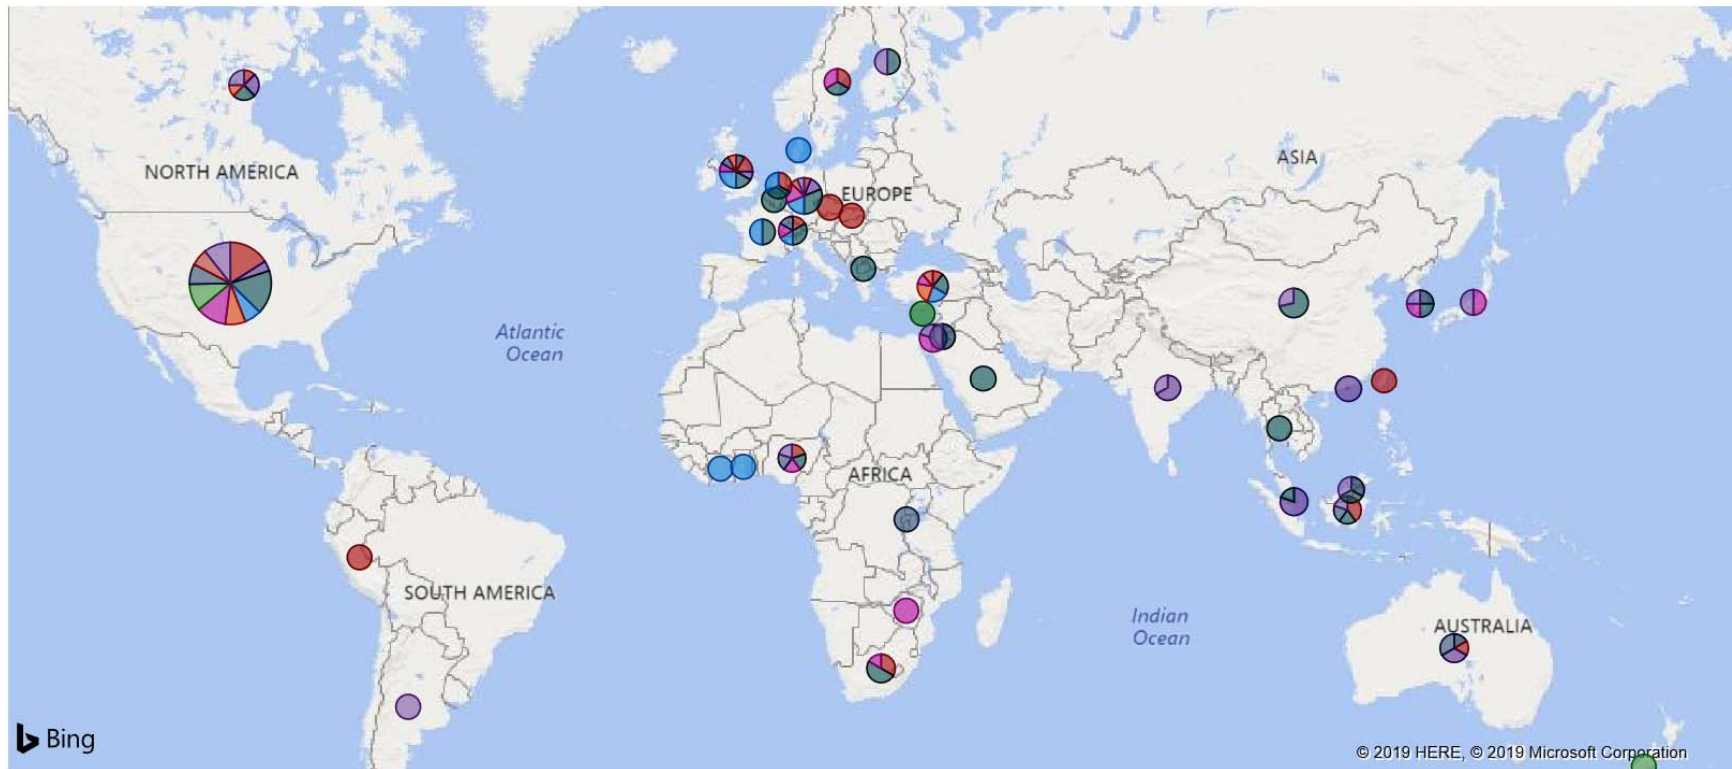 NORTH AMERICA
EUROPE
ASIA
Atlantic
Ocean
AFRICA
SOUTH AMERICA
Indian
Ocean
AUSTRALIA
Bing
© 2019 HERE, © 2019 Microsoft Corporation